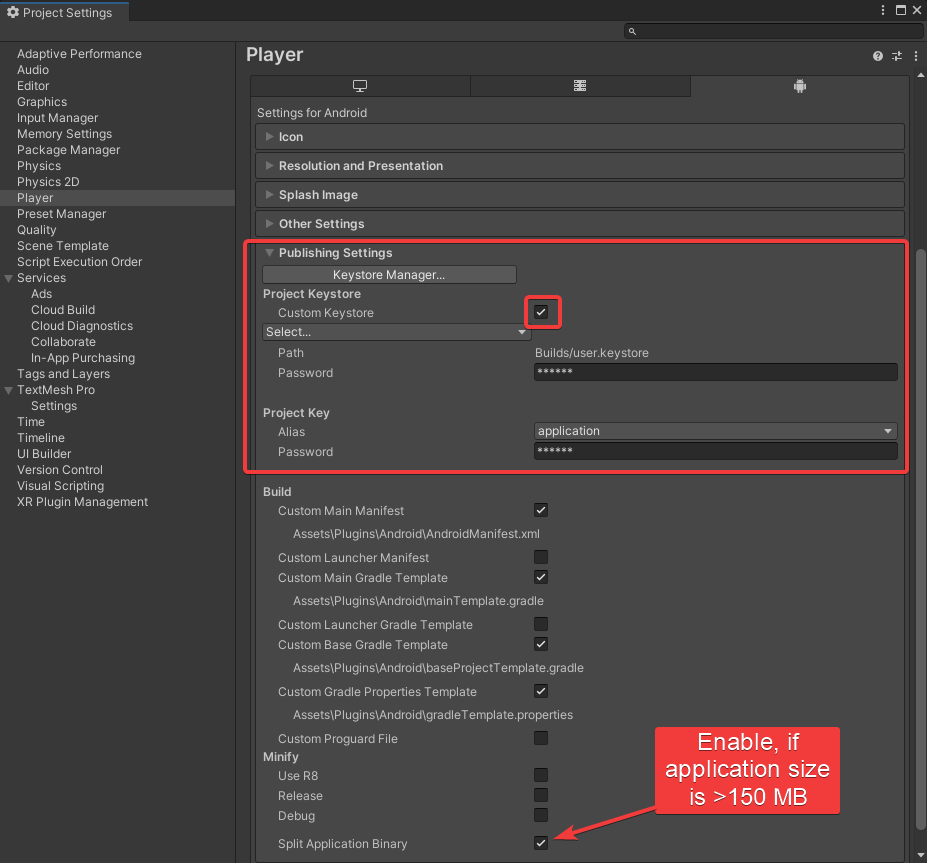 Project Settings
Adaptive Performance
Audio
Editor
Graphics
Input Manager
Memory Settings
Package Manager
Physics
Physics 2D
Player
Preset Manager
Quality
Scene Template
Script Execution Order
Services
Ads
Cloud Build
Cloud Diagnostics
Collaborate
In-App Purchasing
Tags and Layers
TextMesh Pro
Settings
Time
Timeline
UI Builder
Version Control
Visual Scripting
XR Plugin Management
Player
Settings for Android
Icon
Resolution and Presentation
Splash Image
Other Settings
Publishing Settings
Keystore Manager...
Project Keystore
Custom Keystore
Select...
Path Builds/user.keystore
Password ******
Project Key
Alias application
Password ******
Build
Custom Main Manifest
Assets\Plugins\Android\AndroidManifest.xml
Custom Launcher Manifest
Custom Main Gradle Template
Assets\Plugins\Android\mainTemplate.gradle
Custom Launcher Gradle Template
Custom Base Gradle Template
Assets\Plugins\Android\baseProjectTemplate.gradle
Custom Gradle Properties Template
Assets\Plugins\Android\gradleTemplate.properties
Custom Proguard File
Minify
Use R8
Release
Debug
Split Application Binary
Enable, if
application size
is >150 MB